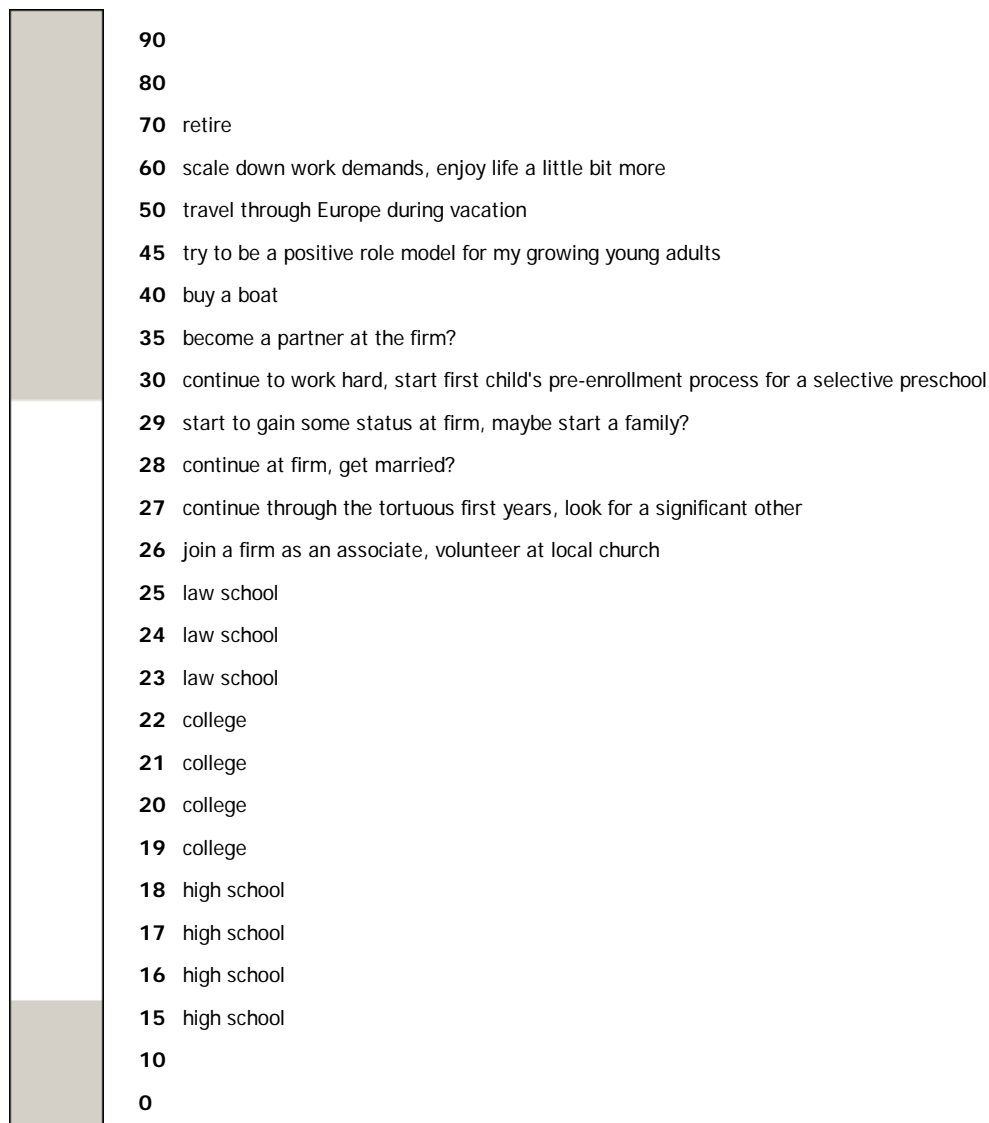 90
80
70 retire
60 scale down work demands, enjoy life a little bit more
50 travel through Europe during vacation
45 try to be a positive role model for my growing young adults
40 buy a boat
35 become a partner at the firm?
30 continue to work hard, start first child's pre-enrollment process for a selective preschool
29 start to gain some status at firm, maybe start a family?
28 continue at firm, get married?
27 continue through the tortuous first years, look for a significant other
26 join a firm as an associate, volunteer at local church
25 law school
24 law school
23 law school
22 college
21 college
20 college
19 college
18 high school
17 high school
16 high school
15 high school
10
0